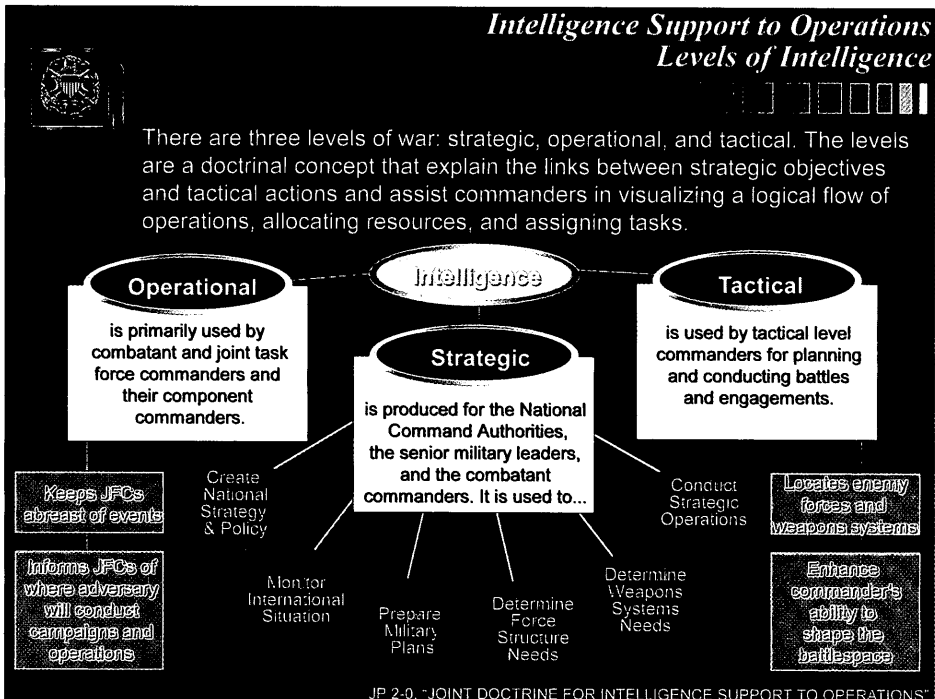 Intelligence Support to Operations
Levels of Intelligence
There are three levels of war: strategic, operational, and tactical. The levels
are a doctrinal concept that explain the links between strategic objectives
and tactical actions and assist commanders in visualizing a logical flow of
operations, allocating resources, and assigning tasks.
Intelligence
Operational
is primarily used by
combatant and joint task
force commanders and
their component
commanders.
Keeps JFCs
abreast of events
Informs JFCs of
where adversary
will conduct
campaigns and
operations
Strategic
is produced for the National
Command Authorities,
the senior military leaders,
and the combatant
commanders. It is used to...
Create
National
Strategy
& Policy
Monitor
International
Situation
Prepare
Military
Plans
Determine
Force
Structure
Needs
Determine
Weapons
Systems
Needs
Conduct
Strategic
Operations
Tactical
is used by tactical level
commanders for planning
and conducting battles
and engagements.
Locates enemy
forces and
weapons systems
Enhance
commander's
ability to
shape the
battlespace
JP 2-0, "JOINT DOCTRINE FOR INTELLIGENCE SUPPORT TO OPERATIONS"